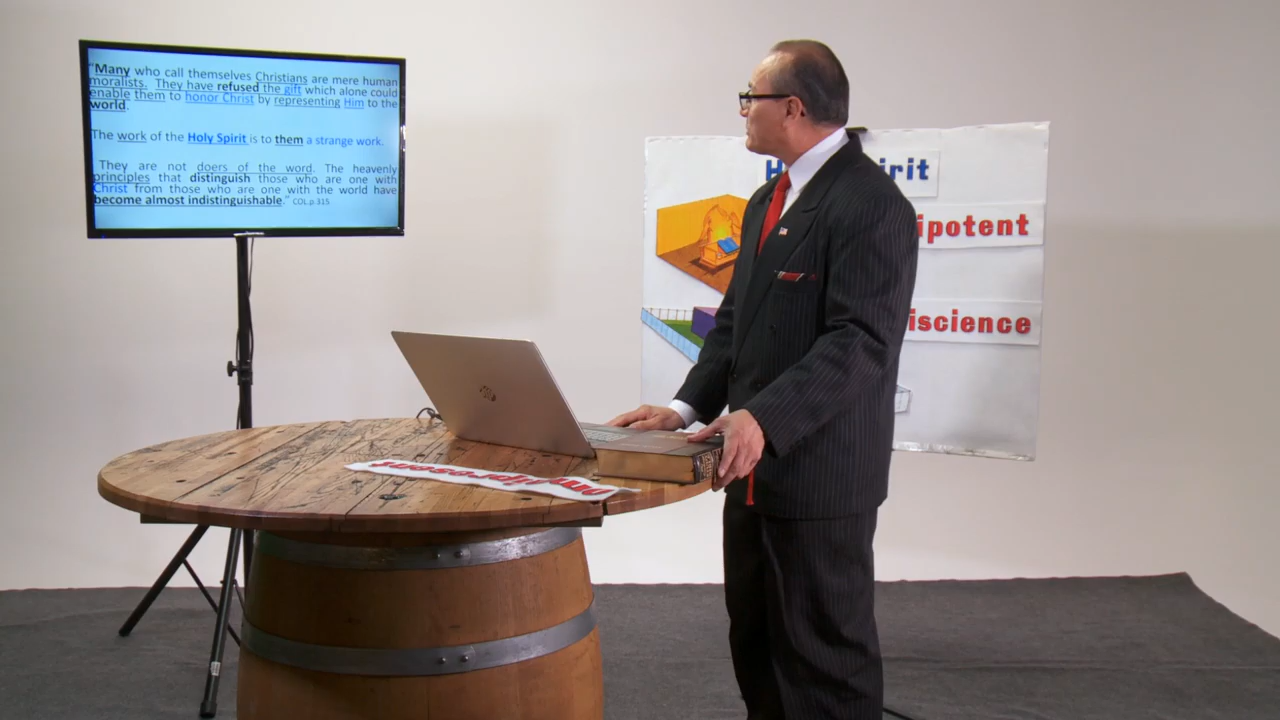 "Many who call themselves Christians are mere human
moralists. They have refused the gift which alone could
enable them to honor Christ by representing Him to the
world.
The work of the Holy Spirit is to them a strange work.
They are not doers of the word. The heavenly
principles that distinguish those who are one with
Christ from those who are one with the world have
become almost indistinguishable." COL.p.315
H irit
ipotent
iscience
hp